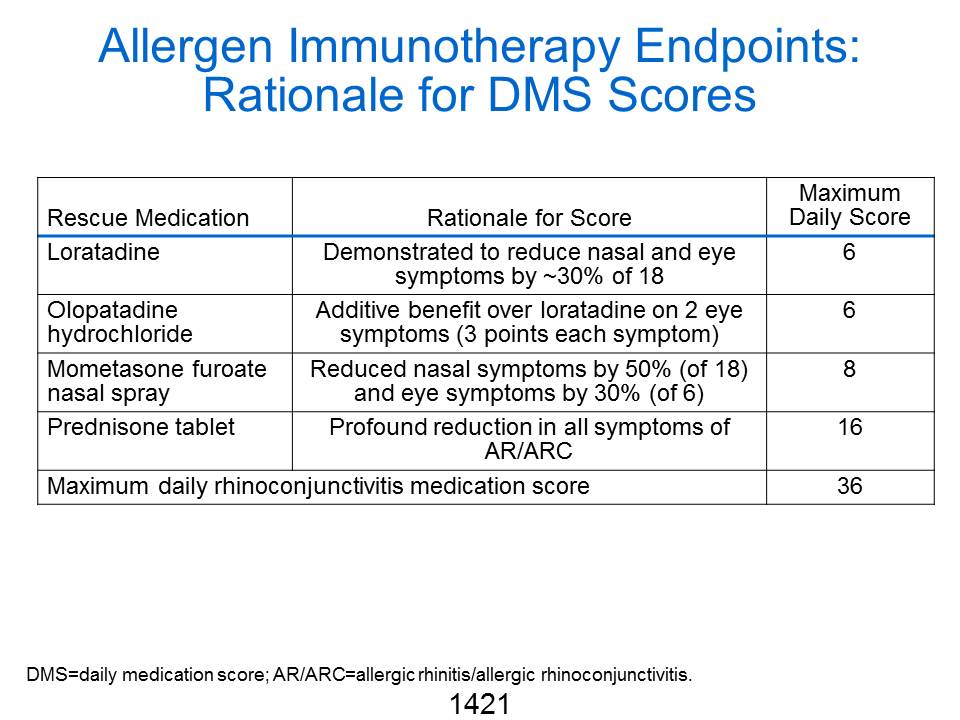 Allergen Immunotherapy Endpoints:
Rationale for DMS Scores
Rescue Medication
Rationale for Score
Maximum
Daily Score
Loratadine
Demonstrated to reduce nasal and eye
symptoms by ~30% of 18
6
Olopatadine
hydrochloride
Additive benefit over loratadine on 2 eye
symptoms (3 points each symptom)
6
Mometasone furoate
nasal spray
Reduced nasal symptoms by 50% (of 18)
and eye symptoms by 30% (of 6)
8
Prednisone tablet
Profound reduction in all symptoms of
AR/ARC
16
Maximum daily rhinoconjunctivitis medication score
36
DMS=daily medication score; AR/ARC=allergic rhinitis/allergic rhinoconjunctivitis.
1421